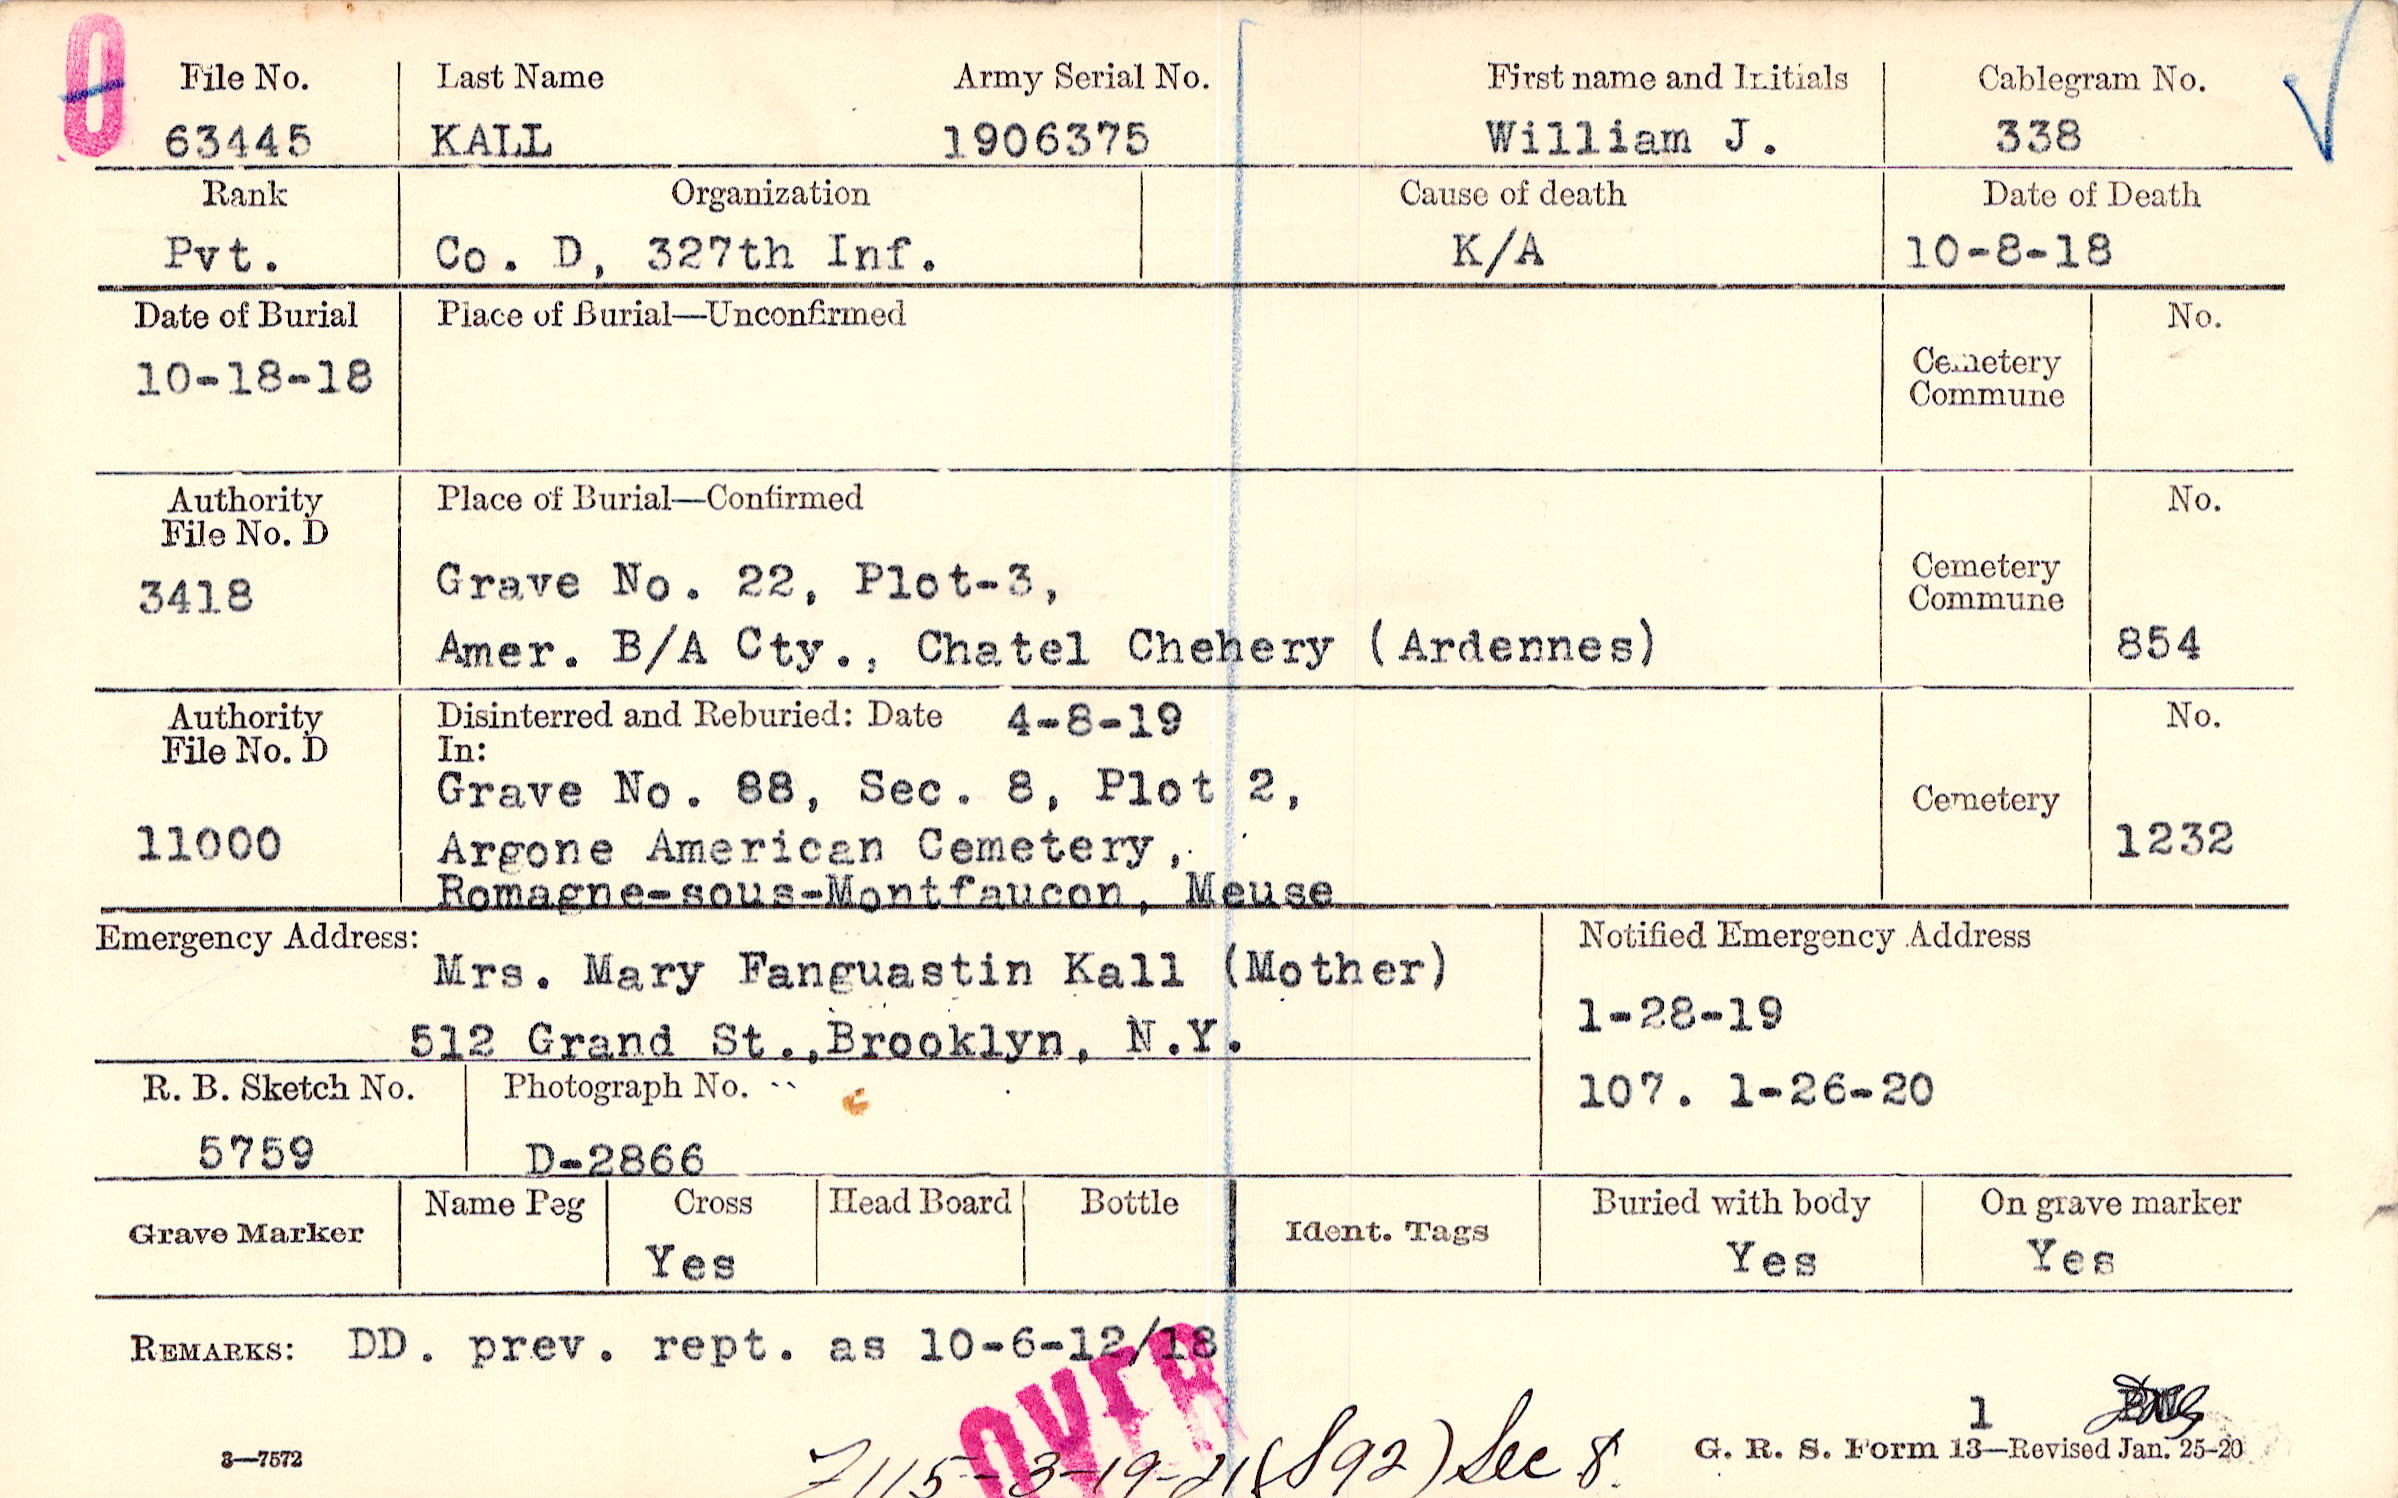 0
File No. Last Name Army Serial No. First name and Initials Cablegram No.
63445 KALL 1906375 William J. 338
Rank Organization Cause of death Date of Death
Pvt. Co. D, 327th Inf. K/A 10-8-18
Date of Burial Place of Burial—Unconfirmed No.
10-18-18
Cemetery
Commune
Authority Place of Burial—Confirmed No.
File No. D
3418 Grave No. 22, Plot-3,
Cemetery
Commune
Amer. B/A Cty., Chatel Chehery (Ardennes) 854
Authority Disinterred and Reburied: Date 4-8-19 No.
File No. D In:
Grave No. 88, Sec. 8, Plot 2,
Cemetery
11000 Argone American Cemetery, 1232
Romagne-sous-Montfaucon, Meuse
Emergency Address: Notified Emergency Address
Mrs. Mary Fanguastin Kall (Mother)
1-28-19
512 Grand St., Brooklyn, N.Y.
R. B. Sketch No. Photograph No. 107. 1-26-20
5759 D-2866
Grave Marker Name Peg Cross Head Board Bottle Ident. Tags Buried with body On grave marker
Yes Yes Yes
REMARKS: DD. prev. rept. as 10-6-12/18
OVER
1
3—7572 G. R. S. Form 13—Revised Jan. 25-20
7115-3-19-21 (892) Sec 8.